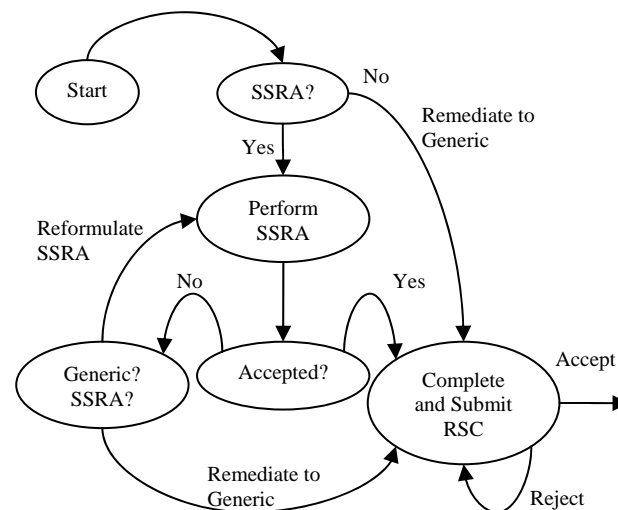 Start
SSRA?
No
Remediate to
Generic
Yes
Perform
SSRA
Reformulate
SSRA
No
Yes
Generic?
SSRA?
Accepted?
Complete
and Submit
RSC
Accept
Remediate to
Generic
Reject